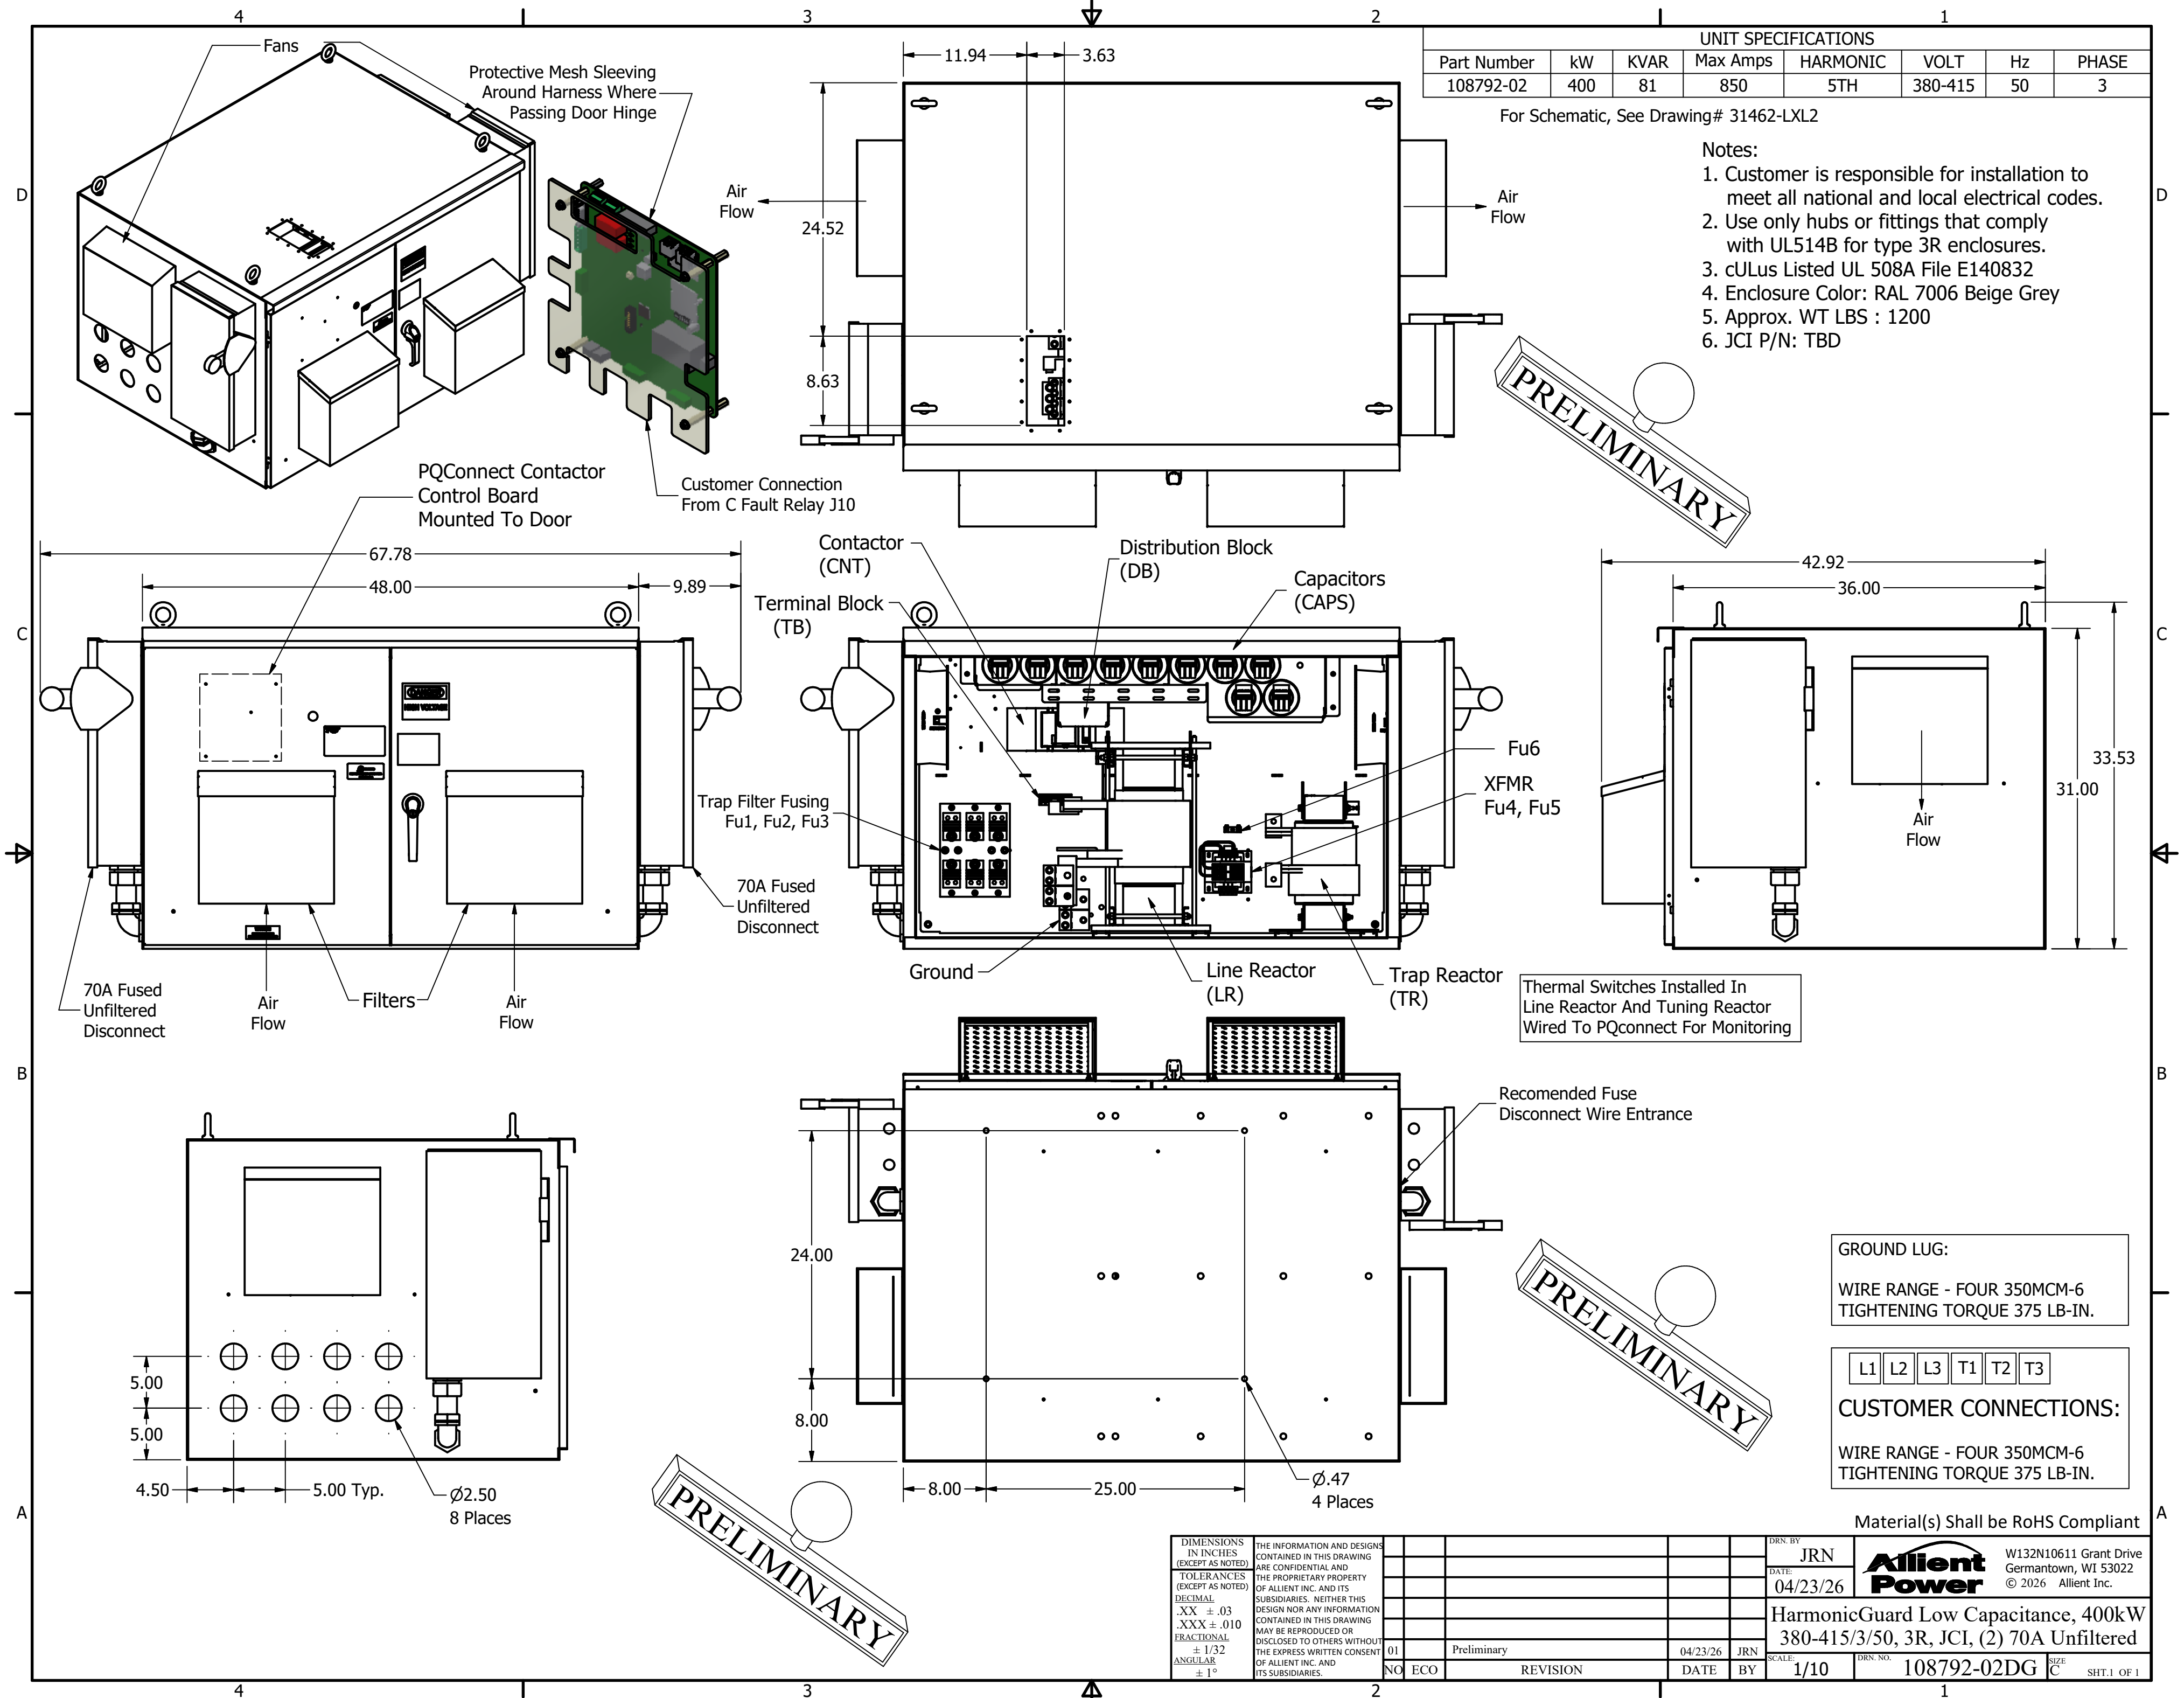 4
3
2
1
D
C
B
A
D
C
B
A
4
3
2
1
UNIT SPECIFICATIONS
Part Number kW KVAR Max Amps HARMONIC VOLT Hz PHASE
108792-02 400 81 850 5TH 380-415 50 3
For Schematic, See Drawing# 31462-LXL2
Notes:
1. Customer is responsible for installation to
meet all national and local electrical codes.
2. Use only hubs or fittings that comply
with UL514B for type 3R enclosures.
3. cULus Listed UL 508A File E140832
4. Enclosure Color: RAL 7006 Beige Grey
5. Approx. WT LBS : 1200
6. JCI P/N: TBD
PRELIMINARY
Fans
Protective Mesh Sleeving
Around Harness Where
Passing Door Hinge
PQConnect Contactor
Control Board
Mounted To Door
Customer Connection
From C Fault Relay J10
11.94
3.63
24.52
8.63
Air
Flow
Air
Flow
67.78
48.00
9.89
70A Fused
Unfiltered
Disconnect
Air
Flow
Filters
Air
Flow
70A Fused
Unfiltered
Disconnect
DANGER
HIGH VOLTAGE
Contactor
(CNT)
Distribution Block
(DB)
Capacitors
(CAPS)
Terminal Block
(TB)
Trap Filter Fusing
Fu1, Fu2, Fu3
Fu6
XFMR
Fu4, Fu5
Ground
Line Reactor
(LR)
Trap Reactor
(TR)
42.92
36.00
33.53
31.00
Air
Flow
Thermal Switches Installed In
Line Reactor And Tuning Reactor
Wired To PQconnect For Monitoring
5.00
5.00
4.50
5.00 Typ.
Ø2.50
8 Places
24.00
8.00
8.00
25.00
Ø.47
4 Places
Recomended Fuse
Disconnect Wire Entrance
PRELIMINARY
PRELIMINARY
GROUND LUG:
WIRE RANGE - FOUR 350MCM-6
TIGHTENING TORQUE 375 LB-IN.
L1 L2 L3 T1 T2 T3
CUSTOMER CONNECTIONS:
WIRE RANGE - FOUR 350MCM-6
TIGHTENING TORQUE 375 LB-IN.
Material(s) Shall be RoHS Compliant
DIMENSIONS
IN INCHES
(EXCEPT AS NOTED)
TOLERANCES
(EXCEPT AS NOTED)
DECIMAL
.XX ± .03
.XXX ± .010
FRACTIONAL
± 1/32
ANGULAR
± 1°
THE INFORMATION AND DESIGNS
CONTAINED IN THIS DRAWING
ARE CONFIDENTIAL AND
THE PROPRIETARY PROPERTY
OF ALLIENT INC. AND ITS
SUBSIDIARIES. NEITHER THIS
DESIGN NOR ANY INFORMATION
CONTAINED IN THIS DRAWING
MAY BE REPRODUCED OR
DISCLOSED TO OTHERS WITHOUT
THE EXPRESS WRITTEN CONSENT
OF ALLIENT INC. AND
ITS SUBSIDIARIES.
01 Preliminary 04/23/26 JRN
NO ECO REVISION DATE BY
DRN. BY
JRN
DATE:
04/23/26
Allient
Power
W132N10611 Grant Drive
Germantown, WI 53022
© 2026 Allient Inc.
HarmonicGuard Low Capacitance, 400kW
380-415/3/50, 3R, JCI, (2) 70A Unfiltered
SCALE:
1/10
DRN. NO.
108792-02DG
SIZE
C
SHT.1 OF 1